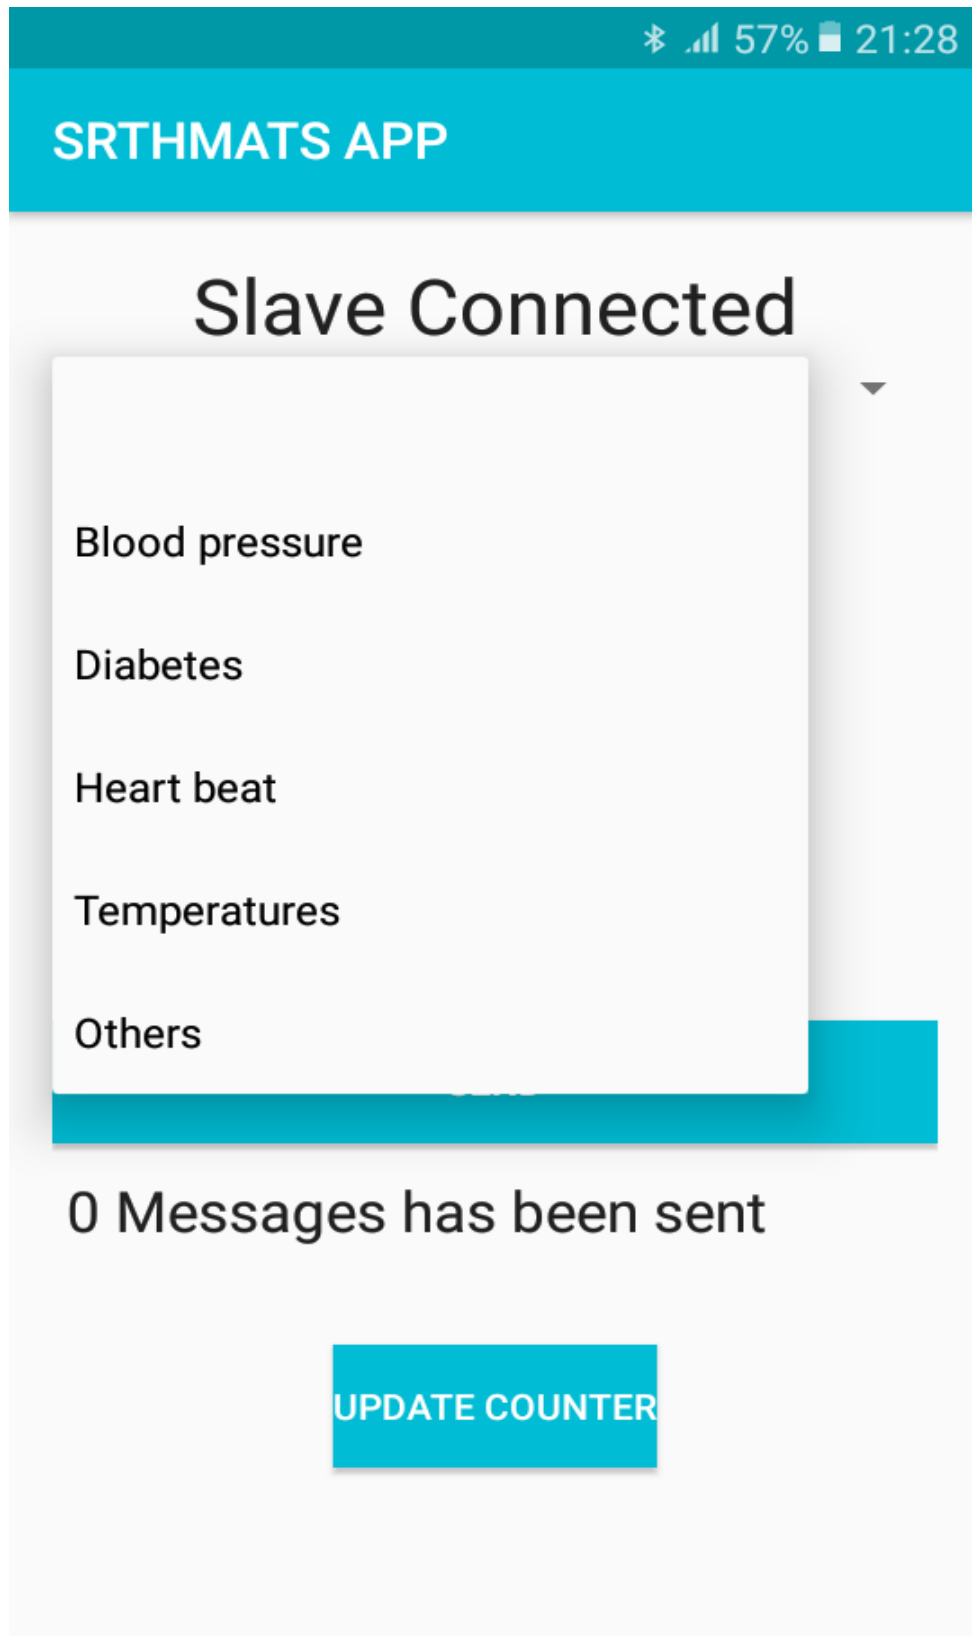 57% 21:28
SRTHMATS APP
Slave Connected
Blood pressure
Diabetes
Heart beat
Temperatures
Others
0 Messages has been sent
UPDATE COUNTER